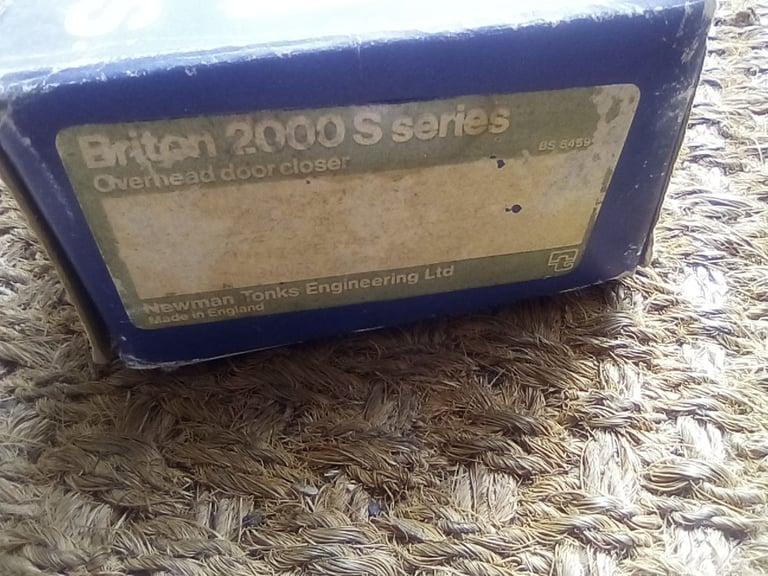 Briton 2000 S series
Overhead door closer
BS 6459
Newman Tonks Engineering Ltd
Made in England